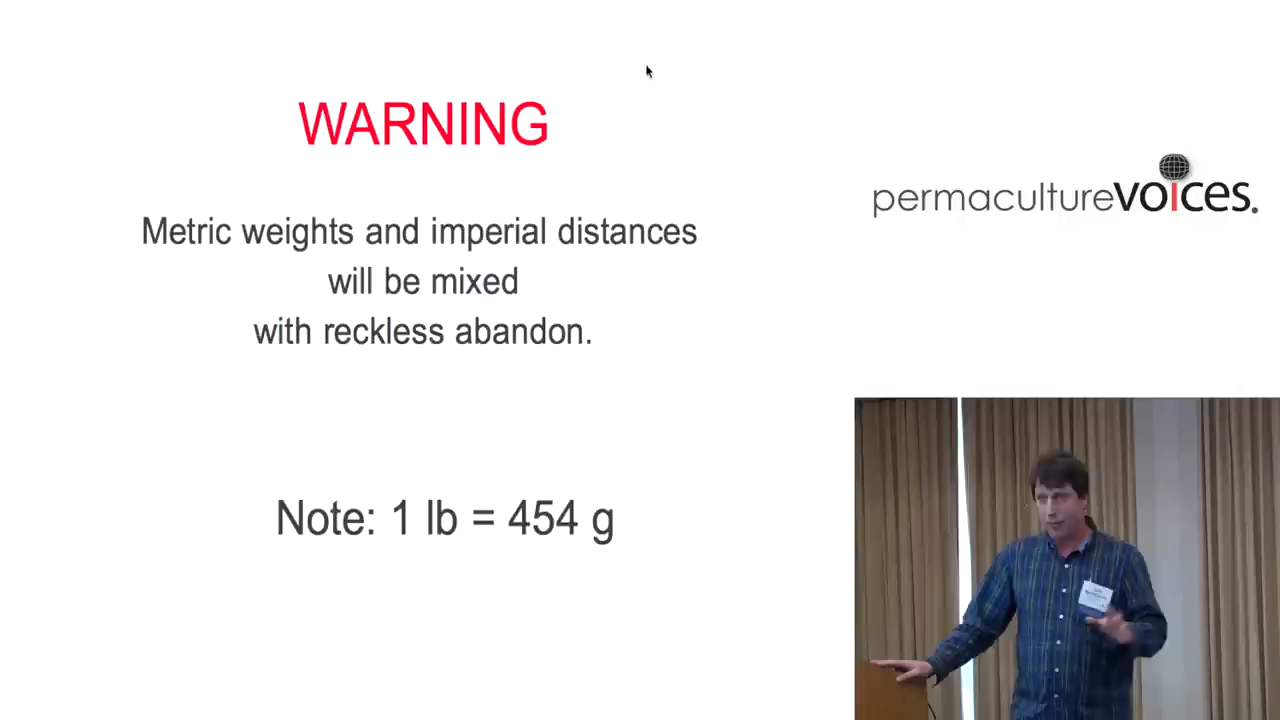 WARNING
Metric weights and imperial distances
will be mixed
with reckless abandon.
Note: 1 lb = 454 g
permaculturevoices.